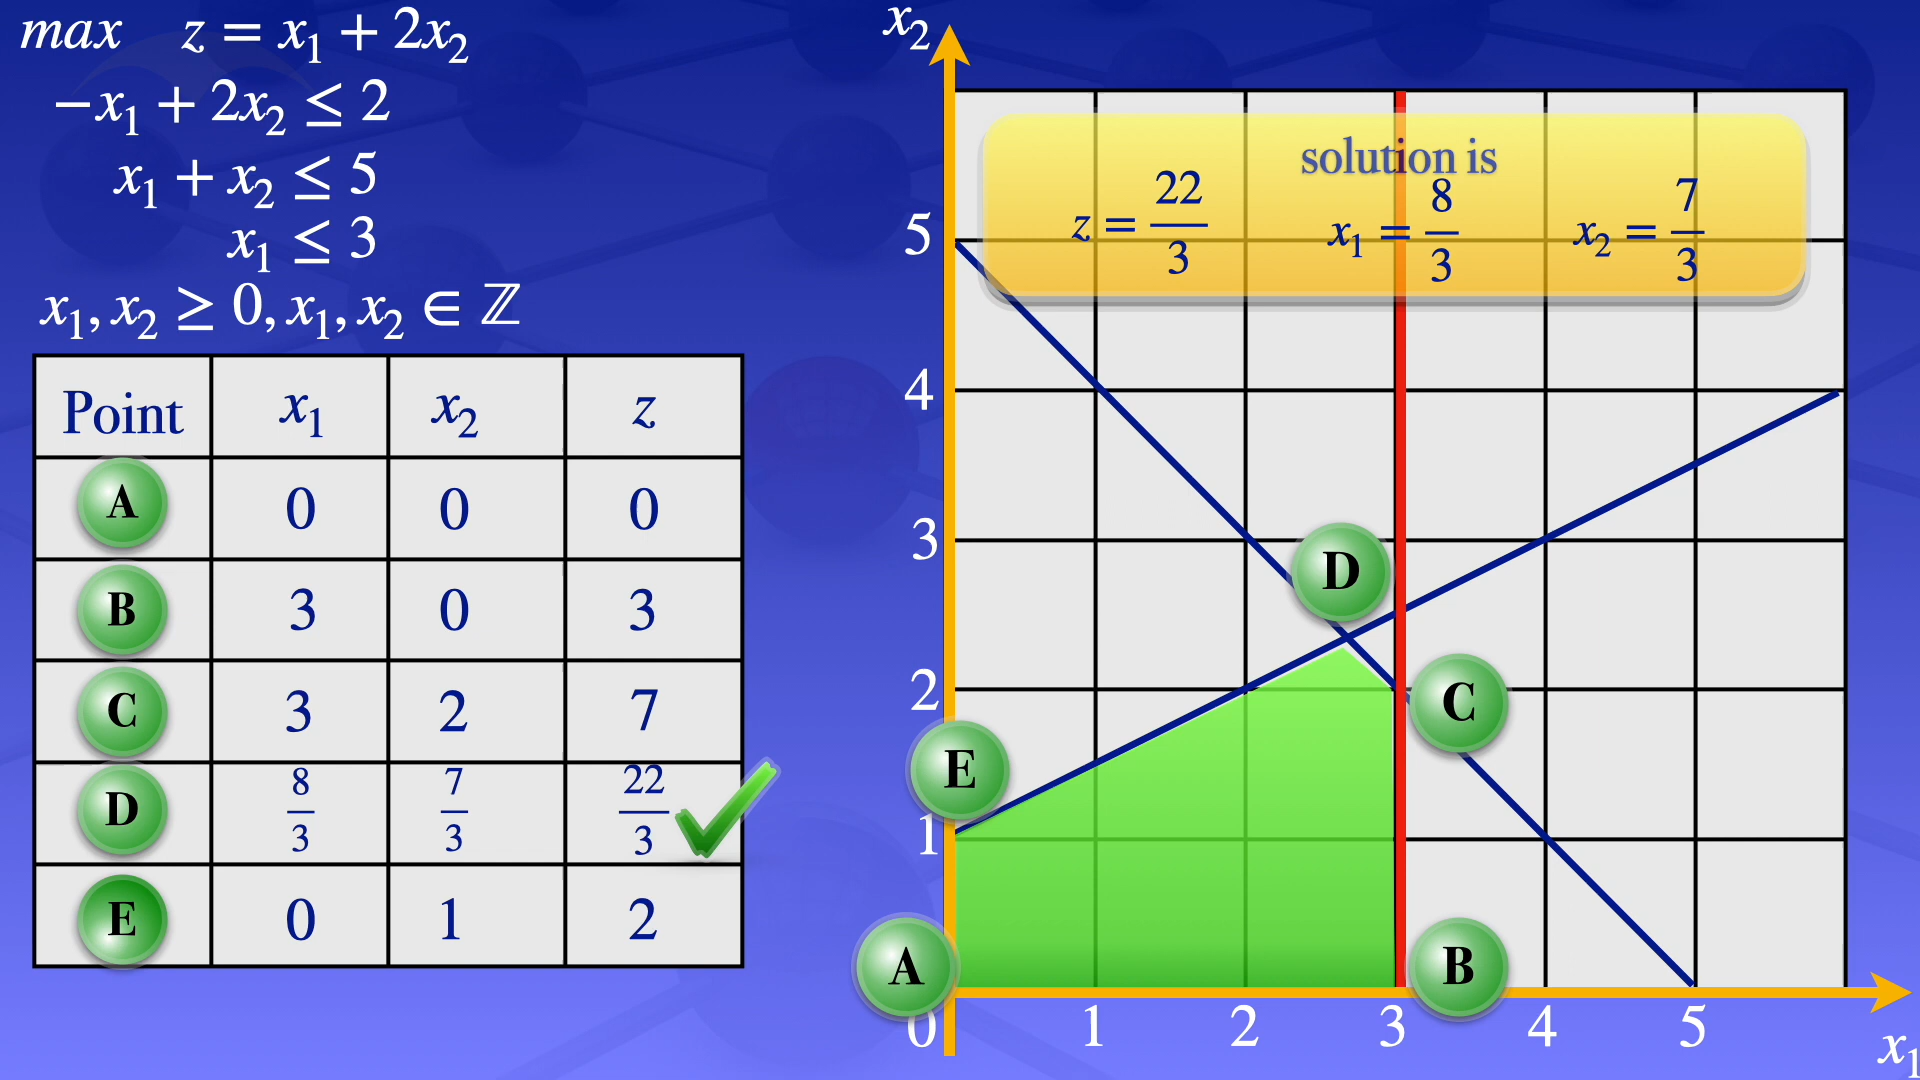 max z = x₁ + 2x₂
−x₁ + 2x₂ ≤ 2
x₁ + x₂ ≤ 5
x₁ ≤ 3
x₁, x₂ ≥ 0, x₁, x₂ ∈ ℤ
Point x₁ x₂ z
A 0 0 0
B 3 0 3
C 3 2 7
D 8/3 7/3 22/3
E 0 1 2
x₂
solution is
z = 22/3 x₁ = 8/3 x₂ = 7/3
5
4
3
2
1
D
C
E
A
B
0 1 2 3 4 5
x₁